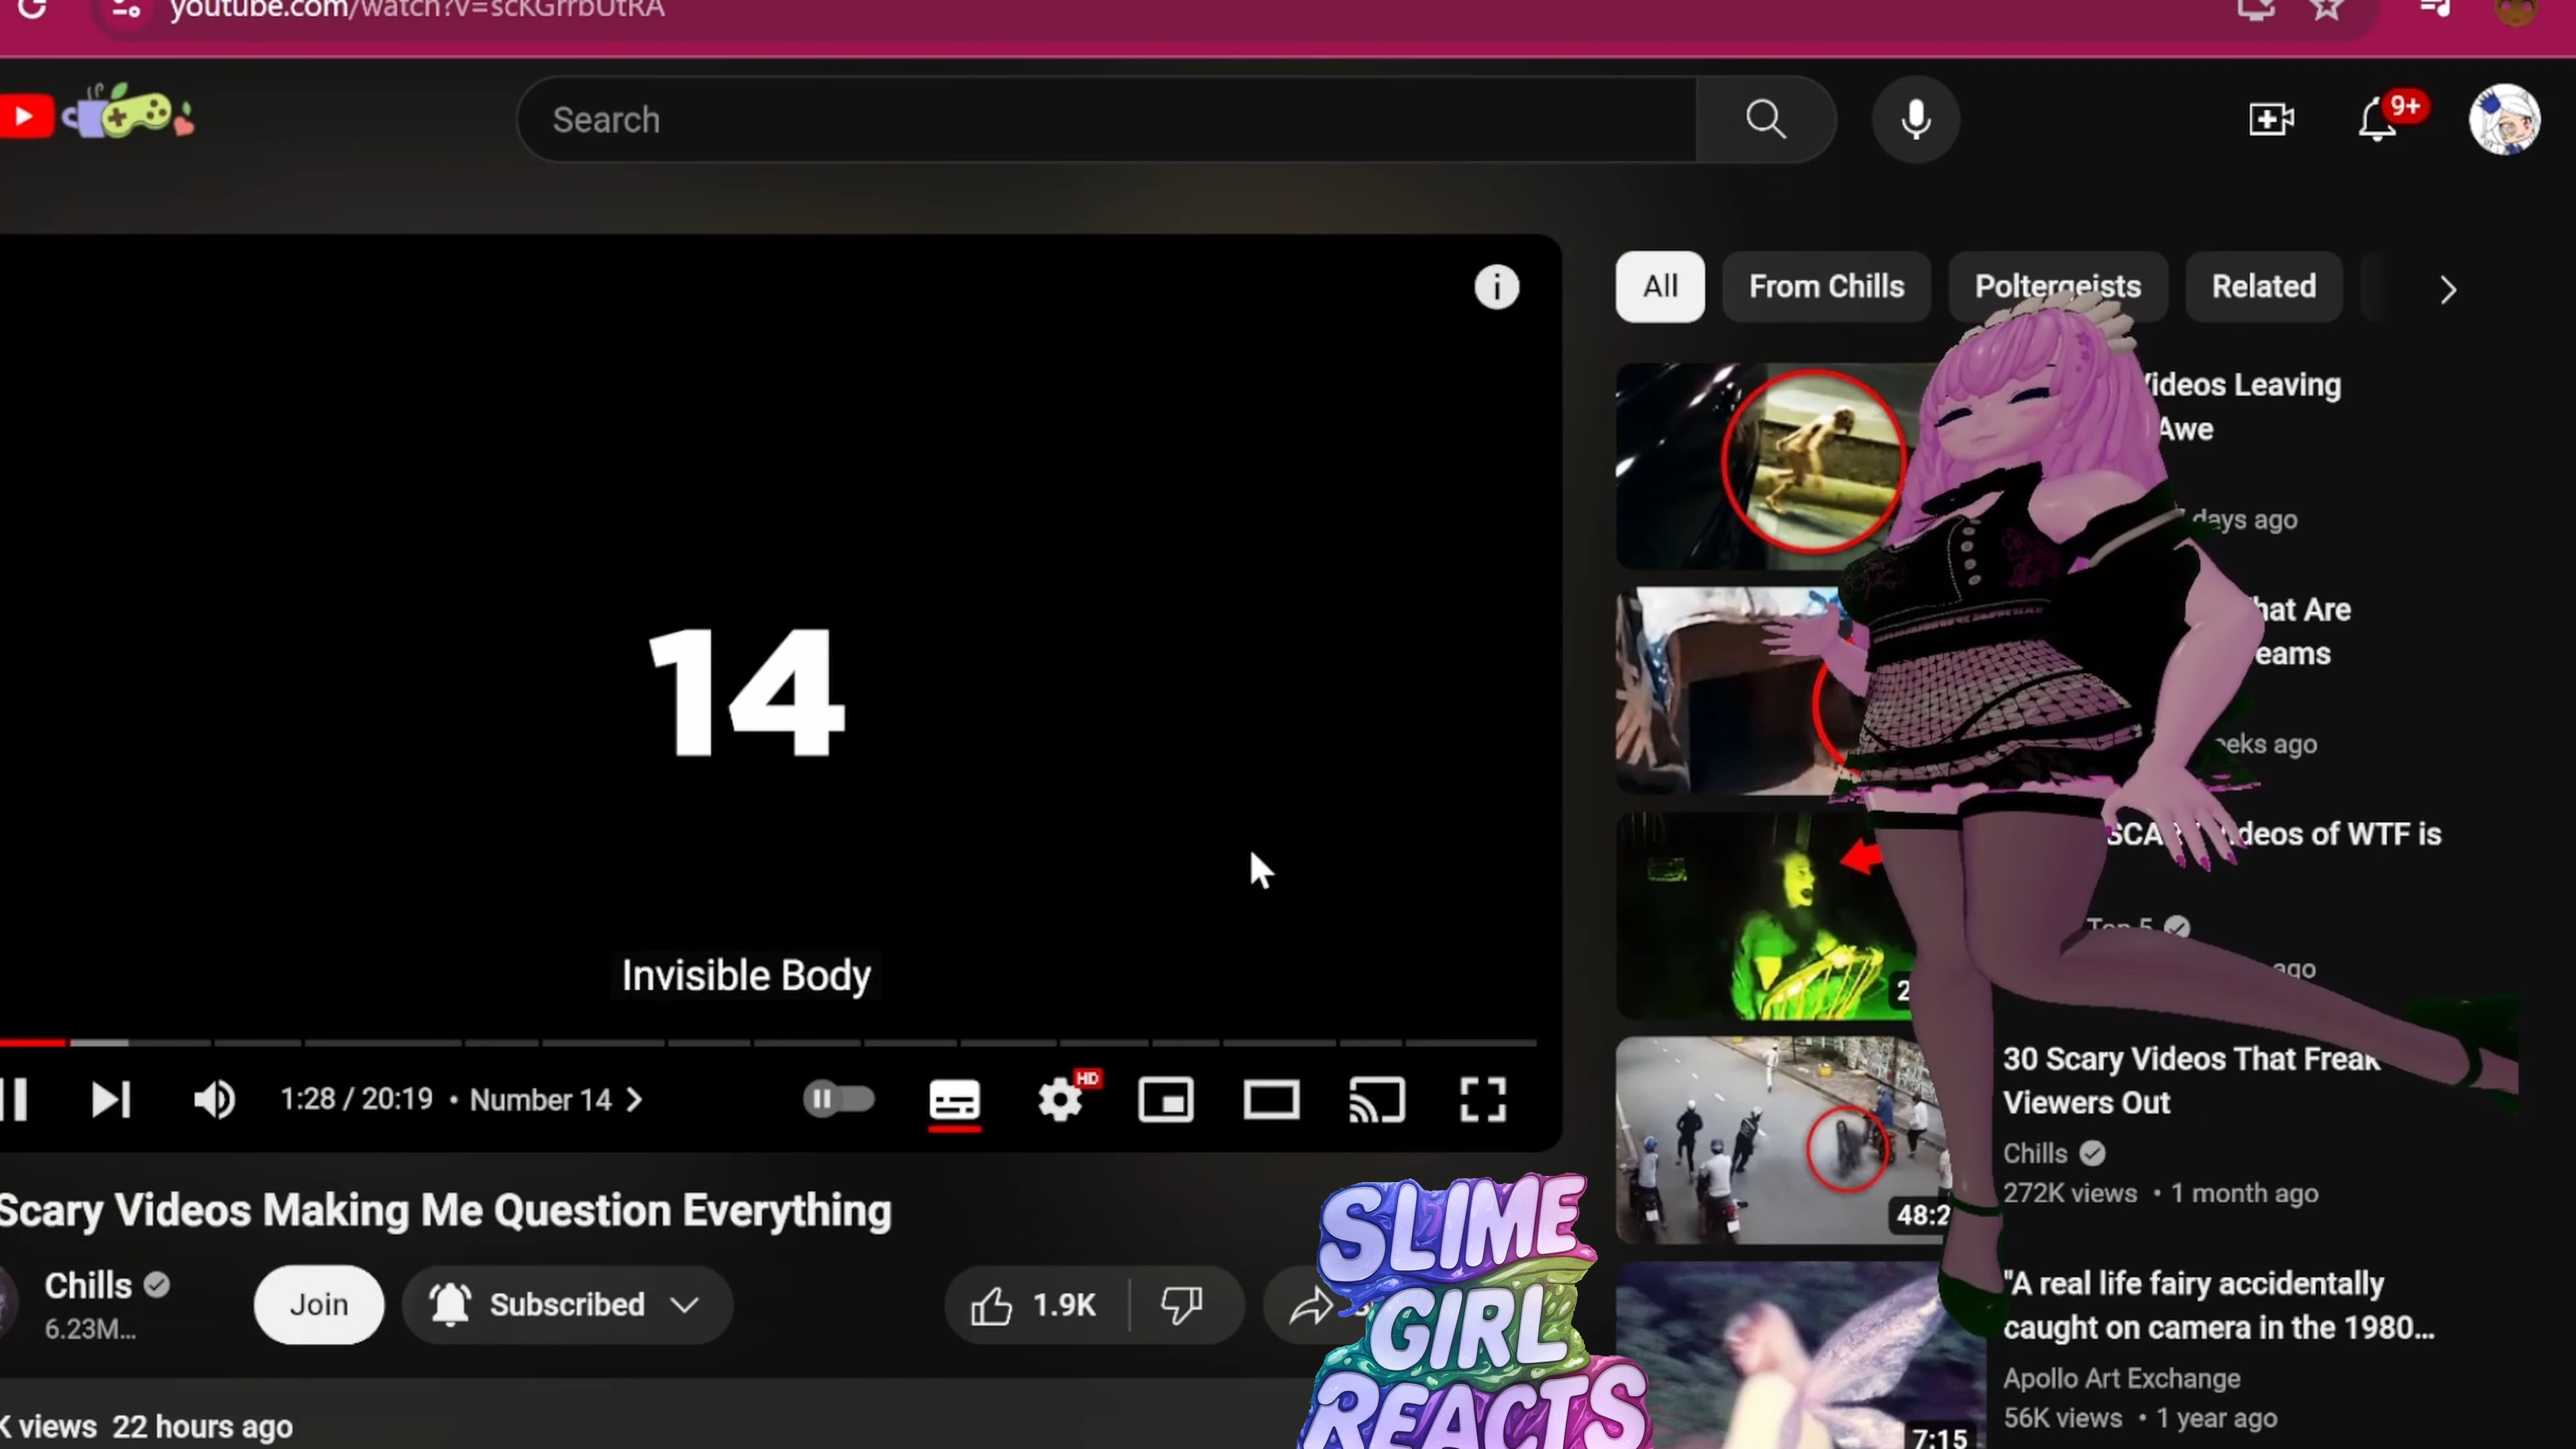 youtube.com/watch?v=scKGrrbUtRA
Search
9+
All
From Chills
Poltergeists
Related
Videos Leaving
Awe
days ago
14
Invisible Body
hat Are
eams
eeks ago
deos of WTF is
Top 5
ago
1:28 / 20:19 • Number 14
HD
30 Scary Videos That Freak
Viewers Out
Chills
272K views • 1 month ago
48:2
Scary Videos Making Me Question Everything
Chills
6.23M...
Join
Subscribed
1.9K
SLIME
GIRL
REACTS
"A real life fairy accidentally
caught on camera in the 1980...
Apollo Art Exchange
56K views • 1 year ago
7:15
K views 22 hours ago